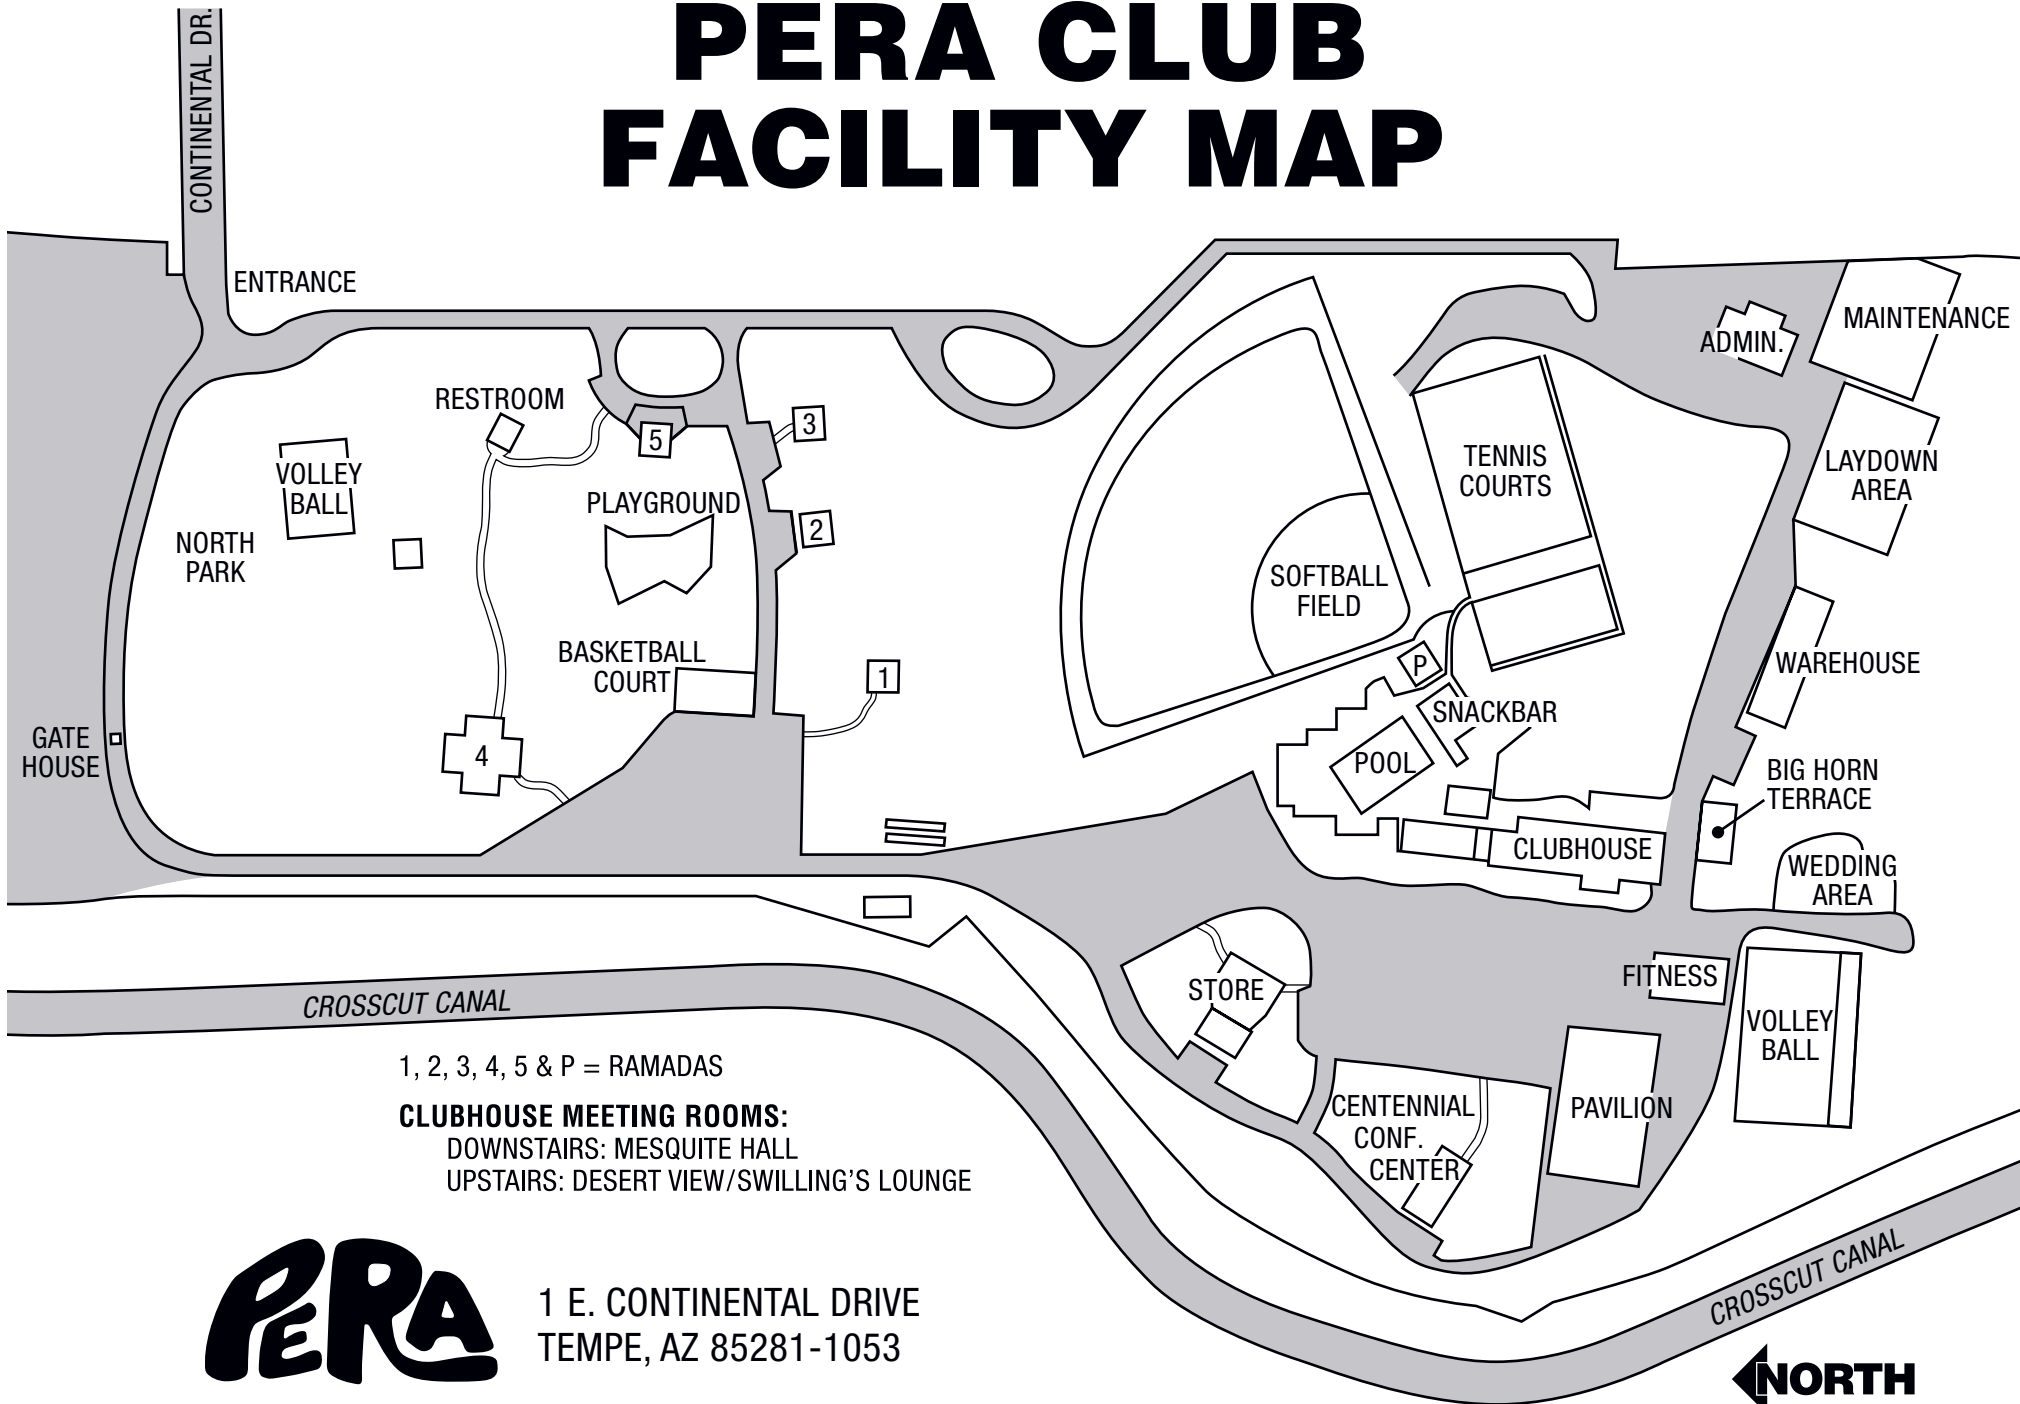 PERA CLUB
FACILITY MAP
CONTINENTAL DR.
ENTRANCE
MAINTENANCE
ADMIN.
RESTROOM
3
5
VOLLEY
BALL
TENNIS
COURTS
LAYDOWN
AREA
PLAYGROUND
2
NORTH
PARK
SOFTBALL
FIELD
BASKETBALL
COURT
1
P
WAREHOUSE
SNACKBAR
GATE
HOUSE
4
POOL
BIG HORN
TERRACE
CLUBHOUSE
WEDDING
AREA
FITNESS
STORE
CROSSCUT CANAL
VOLLEY
BALL
1, 2, 3, 4, 5 & P = RAMADAS
CENTENNIAL
CONF.
CENTER
PAVILION
CLUBHOUSE MEETING ROOMS:
DOWNSTAIRS: MESQUITE HALL
UPSTAIRS: DESERT VIEW/SWILLING'S LOUNGE
PERA
1 E. CONTINENTAL DRIVE
TEMPE, AZ 85281-1053
CROSSCUT CANAL
NORTH